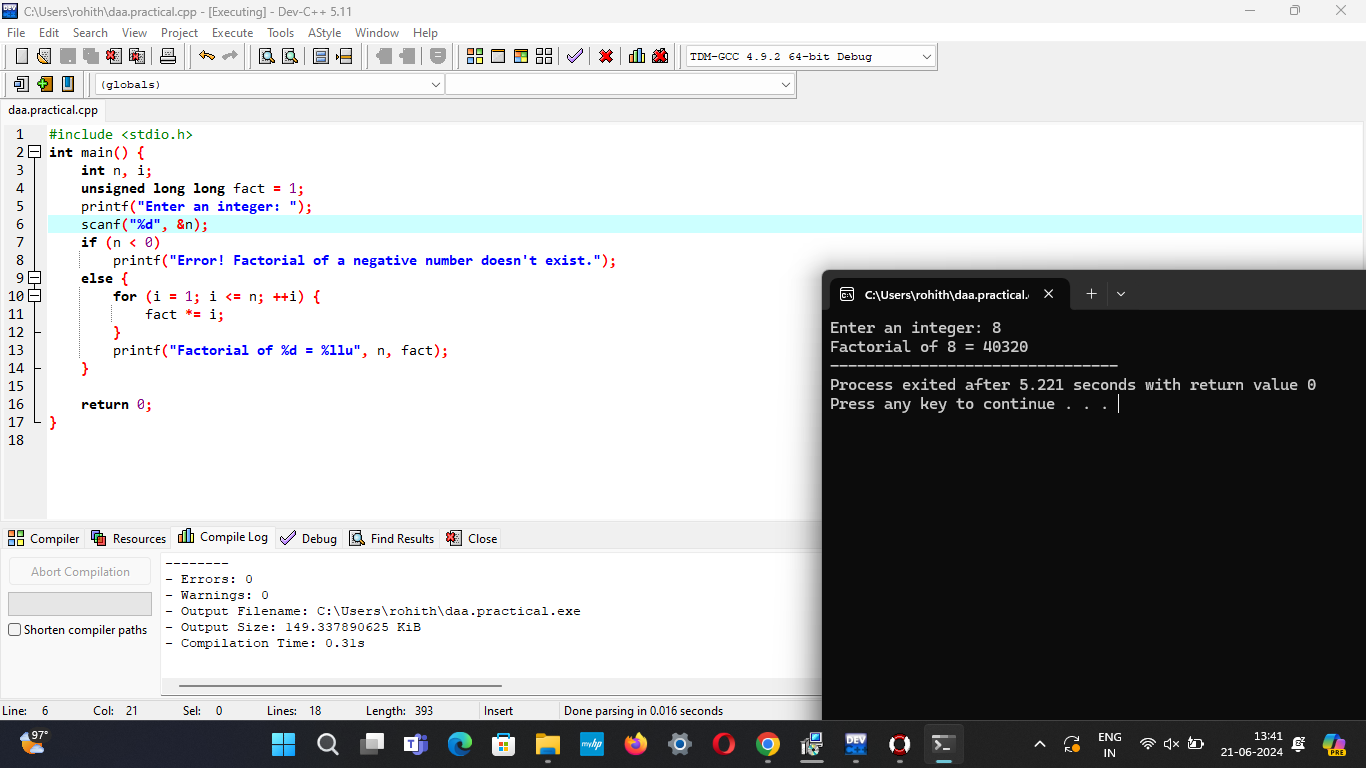 C:\Users\rohith\daa.practical.cpp - [Executing] - Dev-C++ 5.11
File Edit Search View Project Execute Tools AStyle Window Help
TDM-GCC 4.9.2 64-bit Debug
(globals)
daa.practical.cpp
1 #include <stdio.h>
2 int main() {
3 int n, i;
4 unsigned long long fact = 1;
5 printf("Enter an integer: ");
6 scanf("%d", &n);
7 if (n < 0)
8 printf("Error! Factorial of a negative number doesn't exist.");
9 else {
10 for (i = 1; i <= n; ++i) {
11 fact *= i;
12 }
13 printf("Factorial of %d = %llu", n, fact);
14 }
15
16 return 0;
17 }
18
C:\Users\rohith\daa.practical.
Enter an integer: 8
Factorial of 8 = 40320
--------------------------------
Process exited after 5.221 seconds with return value 0
Press any key to continue . . .
Compiler Resources Compile Log Debug Find Results Close
Abort Compilation
Shorten compiler paths
--------
- Errors: 0
- Warnings: 0
- Output Filename: C:\Users\rohith\daa.practical.exe
- Output Size: 149.337890625 KiB
- Compilation Time: 0.31s
Line: 6 Col: 21 Sel: 0 Lines: 18 Length: 393 Insert Done parsing in 0.016 seconds
97°
myhp
DEV
PRE
ENG
IN
13:41
21-06-2024